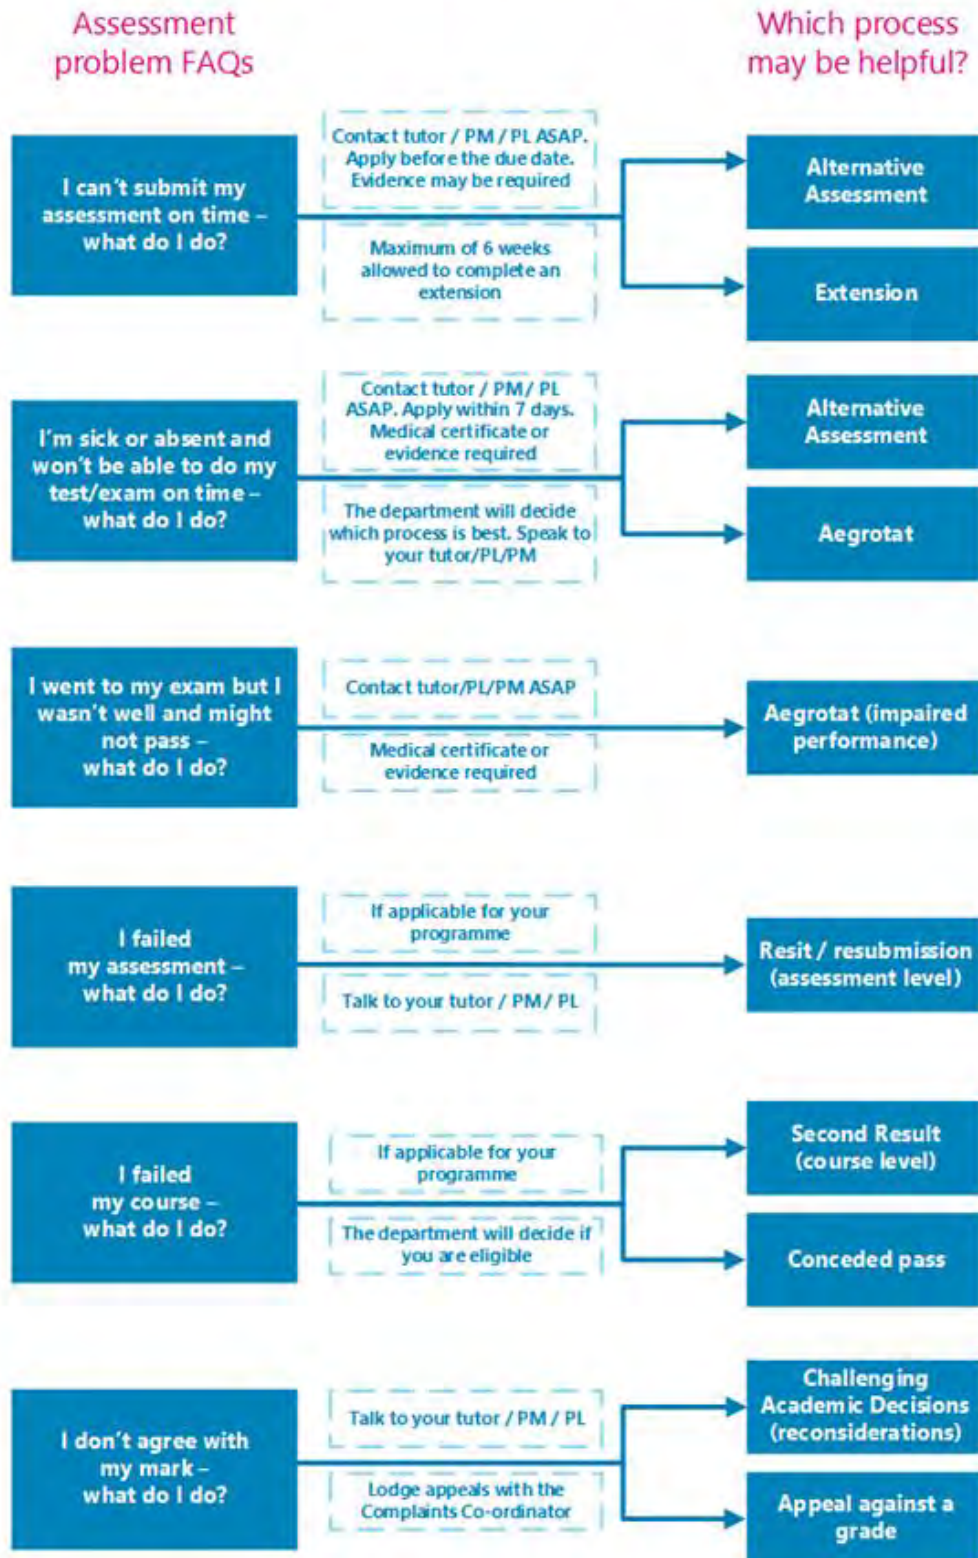 Assessment
problem FAQs
Which process
may be helpful?
I can't submit my
assessment on time –
what do I do?
Contact tutor / PM / PL ASAP.
Apply before the due date.
Evidence may be required
Maximum of 6 weeks
allowed to complete an
extension
Alternative
Assessment
Extension
I'm sick or absent and
won't be able to do my
test/exam on time –
what do I do?
Contact tutor / PM / PL
ASAP. Apply within 7 days.
Medical certificate or
evidence required
The department will decide
which process is best. Speak to
your tutor/PL/PM
Alternative
Assessment
Aegrotat
I went to my exam but I
wasn't well and might
not pass –
what do I do?
Contact tutor/PL/PM ASAP
Medical certificate or
evidence required
Aegrotat (impaired
performance)
I failed
my assessment –
what do I do?
If applicable for your
programme
Talk to your tutor / PM / PL
Resit / resubmission
(assessment level)
I failed
my course –
what do I do?
If applicable for your
programme
The department will decide if
you are eligible
Second Result
(course level)
Conceded pass
I don't agree with
my mark –
what do I do?
Talk to your tutor / PM / PL
Lodge appeals with the
Complaints Co-ordinator
Challenging
Academic Decisions
(reconsiderations)
Appeal against a
grade